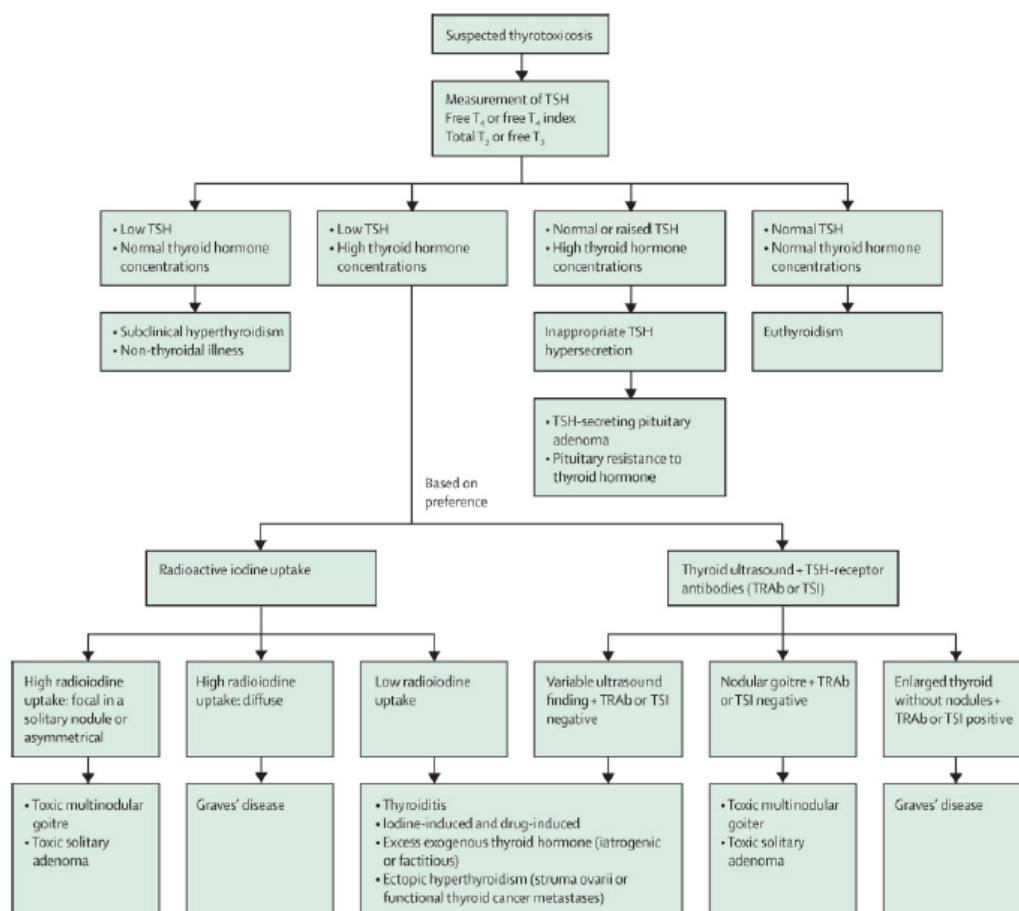 Suspected thyrotoxicosis
Measurement of TSH
Free T₄ or free T₄ index
Total T₃ or free T₃
• Low TSH
• Normal thyroid hormone
concentrations
• Low TSH
• High thyroid hormone
concentrations
• Normal or raised TSH
• High thyroid hormone
concentrations
• Normal TSH
• Normal thyroid hormone
concentrations
• Subclinical hyperthyroidism
• Non-thyroidal illness
Inappropriate TSH
hypersecretion
Euthyroidism
• TSH-secreting pituitary
adenoma
• Pituitary resistance to
thyroid hormone
Based on
preference
Radioactive iodine uptake
Thyroid ultrasound + TSH-receptor
antibodies (TRAb or TSI)
High radioiodine
uptake: focal in a
solitary nodule or
asymmetrical
High radioiodine
uptake: diffuse
Low radioiodine
uptake
Variable ultrasound
finding + TRAb or TSI
negative
Nodular goitre + TRAb
or TSI negative
Enlarged thyroid
without nodules +
TRAb or TSI positive
• Toxic multinodular
goitre
• Toxic solitary
adenoma
Graves' disease
• Thyroiditis
• Iodine-induced and drug-induced
• Excess exogenous thyroid hormone (iatrogenic
or factitious)
• Ectopic hyperthyroidism (struma ovarii or
functional thyroid cancer metastases)
• Toxic multinodular
goiter
• Toxic solitary
adenoma
Graves' disease